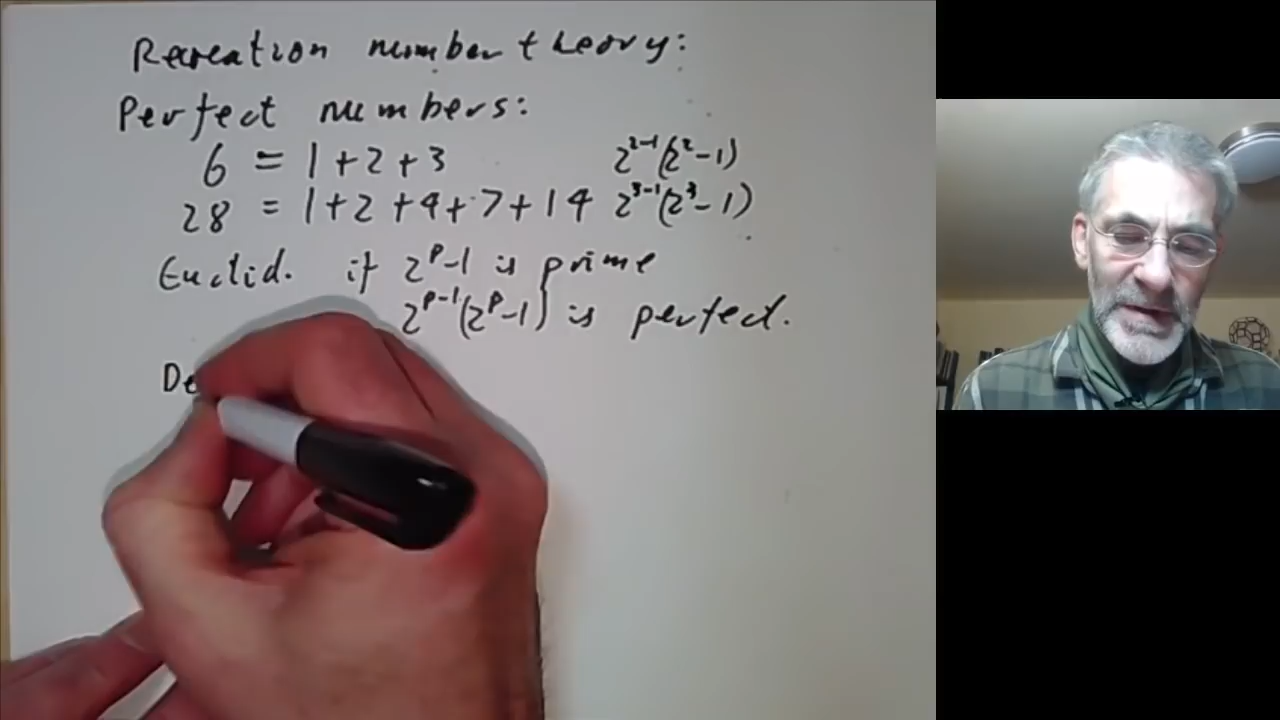 Recreation number theory:
Perfect numbers:
6 = 1+2+3 2^{2-1}(2^2-1)
28 = 1+2+4+7+14 2^{3-1}(2^3-1)
Euclid. if 2^p-1 is prime
2^{p-1}(2^p-1) is perfect.
De